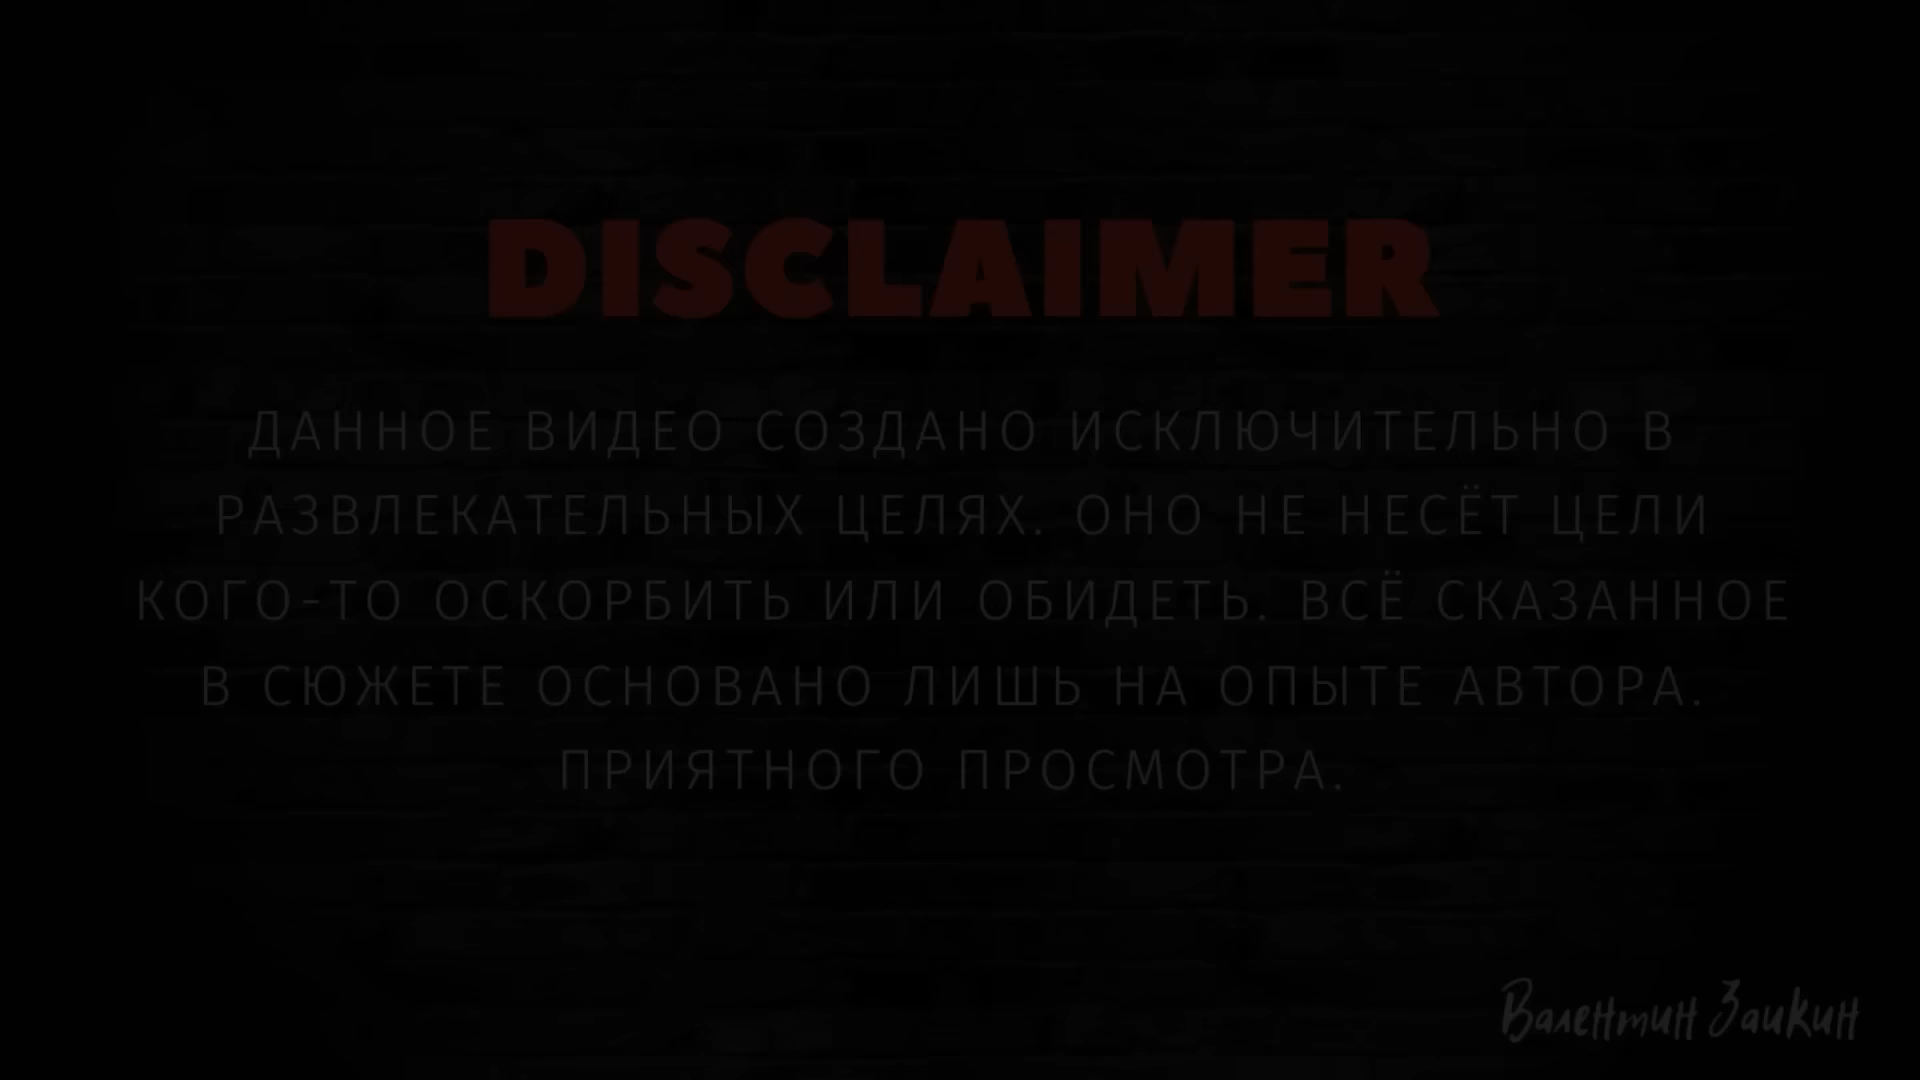 DISCLAIMER
ДАННОЕ ВИДЕО СОЗДАНО ИСКЛЮЧИТЕЛЬНО В
РАЗВЛЕКАТЕЛЬНЫХ ЦЕЛЯХ. ОНО НЕ НЕСЁТ ЦЕЛИ
КОГО-ТО ОСКОРБИТЬ ИЛИ ОБИДЕТЬ. ВСЁ СКАЗАННОЕ
В СЮЖЕТЕ ОСНОВАНО ЛИШЬ НА ОПЫТЕ АВТОРА.
ПРИЯТНОГО ПРОСМОТРА.
Валентин Заикин